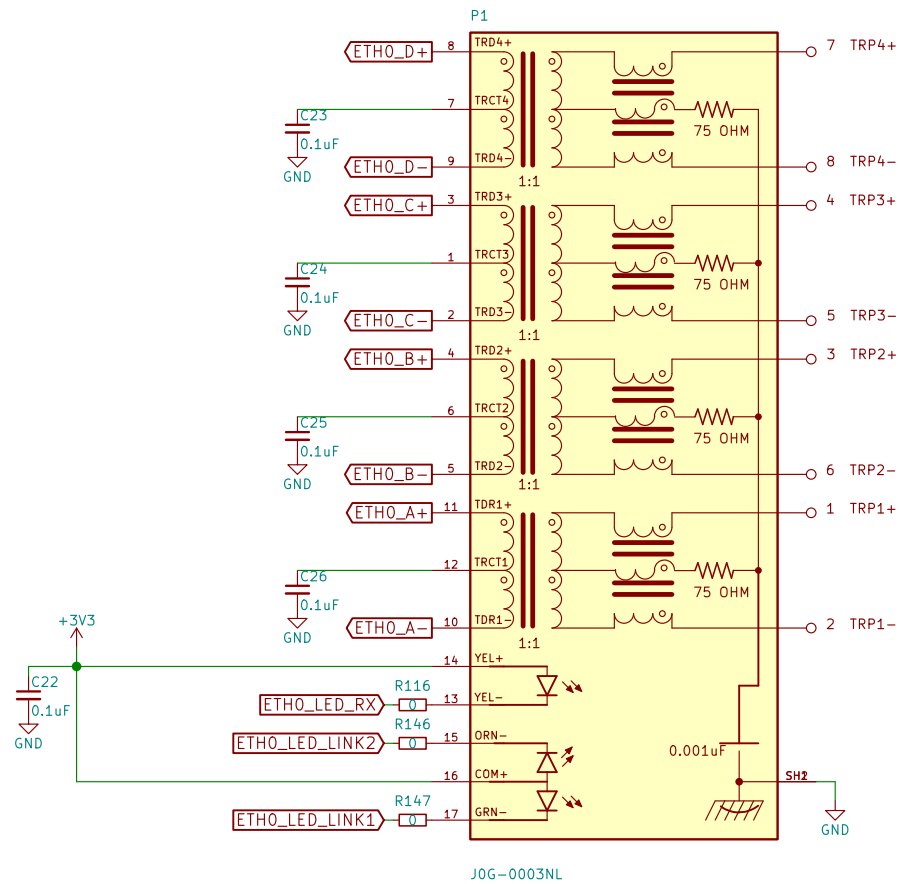 P1
ETH0_D+ 8 TRD4+ 7 TRP4+
C23 7 TRCT4
0.1uF 75 OHM
GND
ETH0_D- 9 TRD4- 8 TRP4-
1:1
ETH0_C+ 3 TRD3+ 4 TRP3+
C24 1 TRCT3
0.1uF 75 OHM
GND
ETH0_C- 2 TRD3- 5 TRP3-
1:1
ETH0_B+ 4 TRD2+ 3 TRP2+
C25 6 TRCT2
0.1uF 75 OHM
GND
ETH0_B- 5 TRD2- 6 TRP2-
1:1
ETH0_A+ 11 TDR1+ 1 TRP1+
C26 12 TRCT1
0.1uF 75 OHM
GND
ETH0_A- 10 TDR1- 2 TRP1-
1:1
+3V3
14 YEL+
C22
0.1uF
GND
R116
ETH0_LED_RX 0 13 YEL-
R146
ETH0_LED_LINK2 0 15 ORN-
0.001uF
16 COM+
R147
ETH0_LED_LINK1 0 17 GRN-
GND
J0G-0003NL